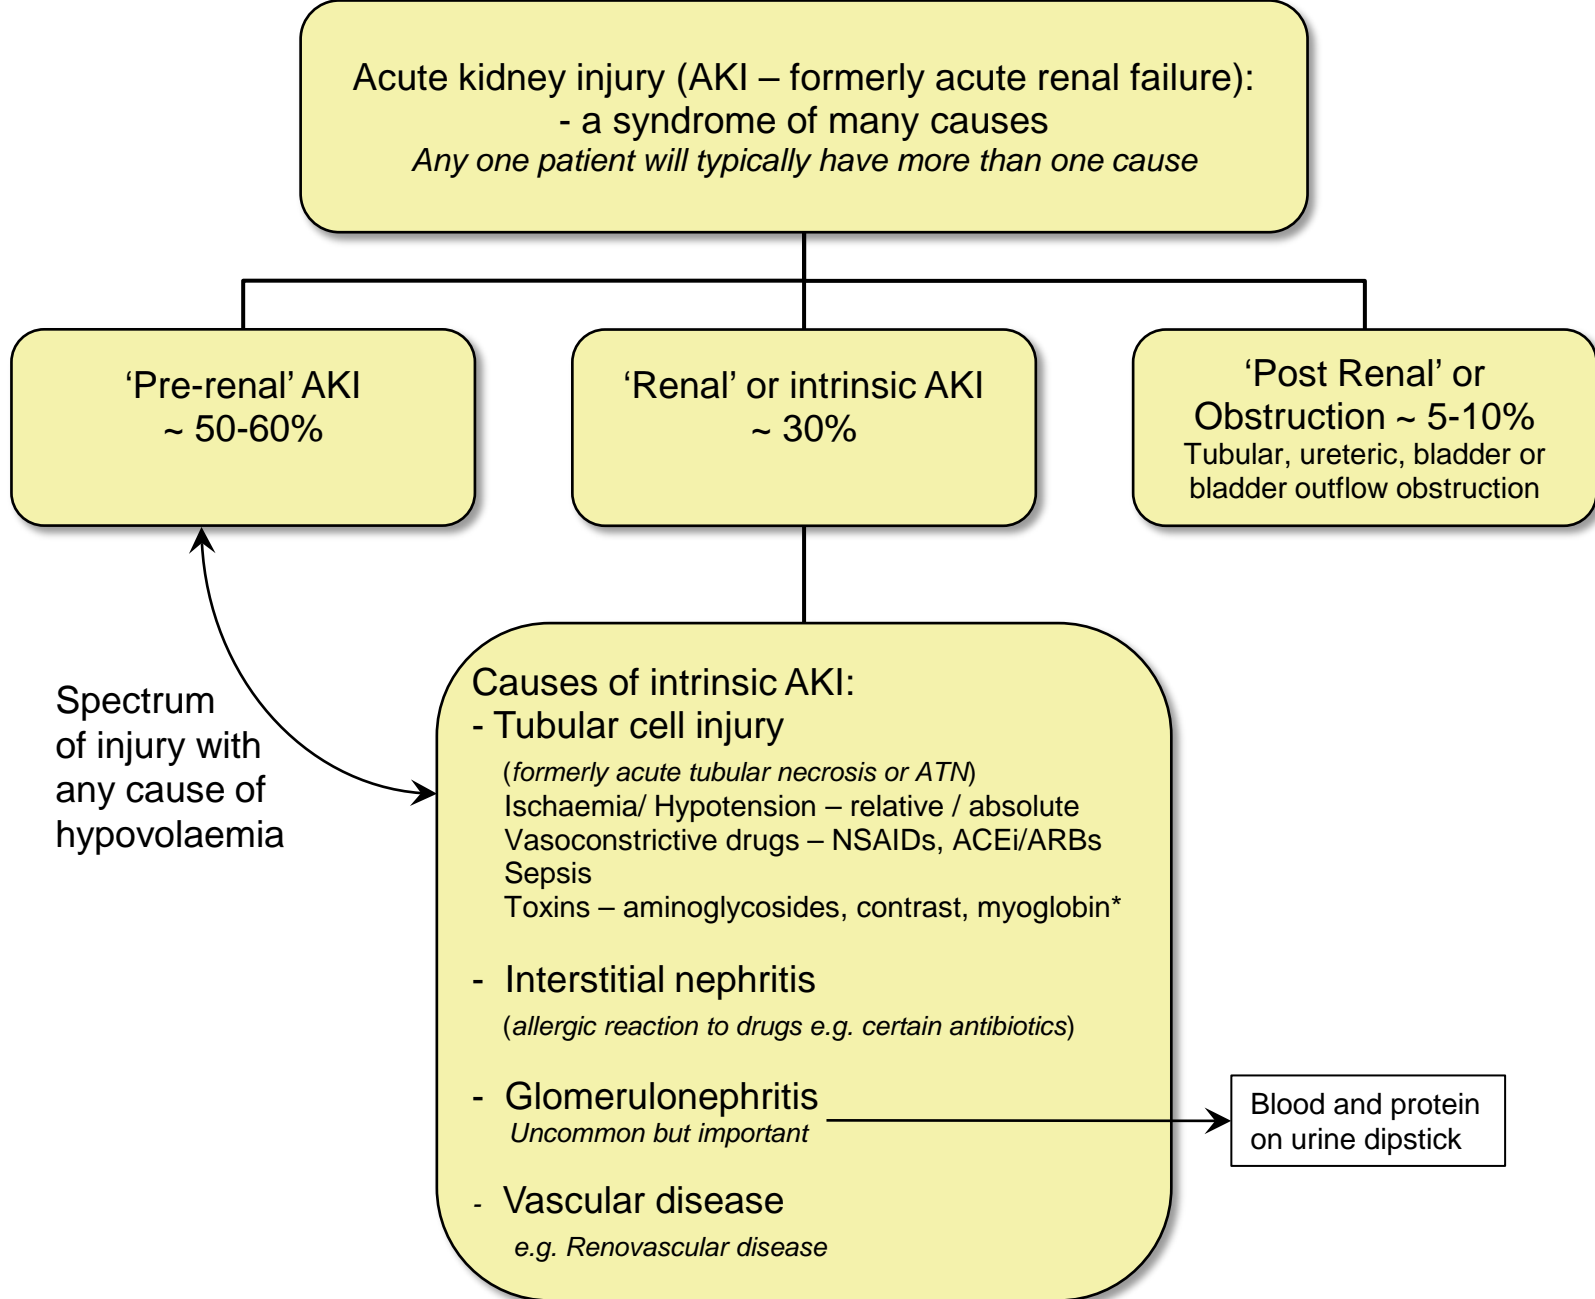 Acute kidney injury (AKI – formerly acute renal failure):
- a syndrome of many causes
Any one patient will typically have more than one cause
‘Pre-renal’ AKI
~ 50-60%
‘Renal’ or intrinsic AKI
~ 30%
‘Post Renal’ or
Obstruction ~ 5-10%
Tubular, ureteric, bladder or
bladder outflow obstruction
Spectrum
of injury with
any cause of
hypovolaemia
Causes of intrinsic AKI:
- Tubular cell injury
(formerly acute tubular necrosis or ATN)
Ischaemia/ Hypotension – relative / absolute
Vasoconstrictive drugs – NSAIDs, ACEi/ARBs
Sepsis
Toxins – aminoglycosides, contrast, myoglobin*
- Interstitial nephritis
(allergic reaction to drugs e.g. certain antibiotics)
- Glomerulonephritis
Uncommon but important
Blood and protein
on urine dipstick
- Vascular disease
e.g. Renovascular disease